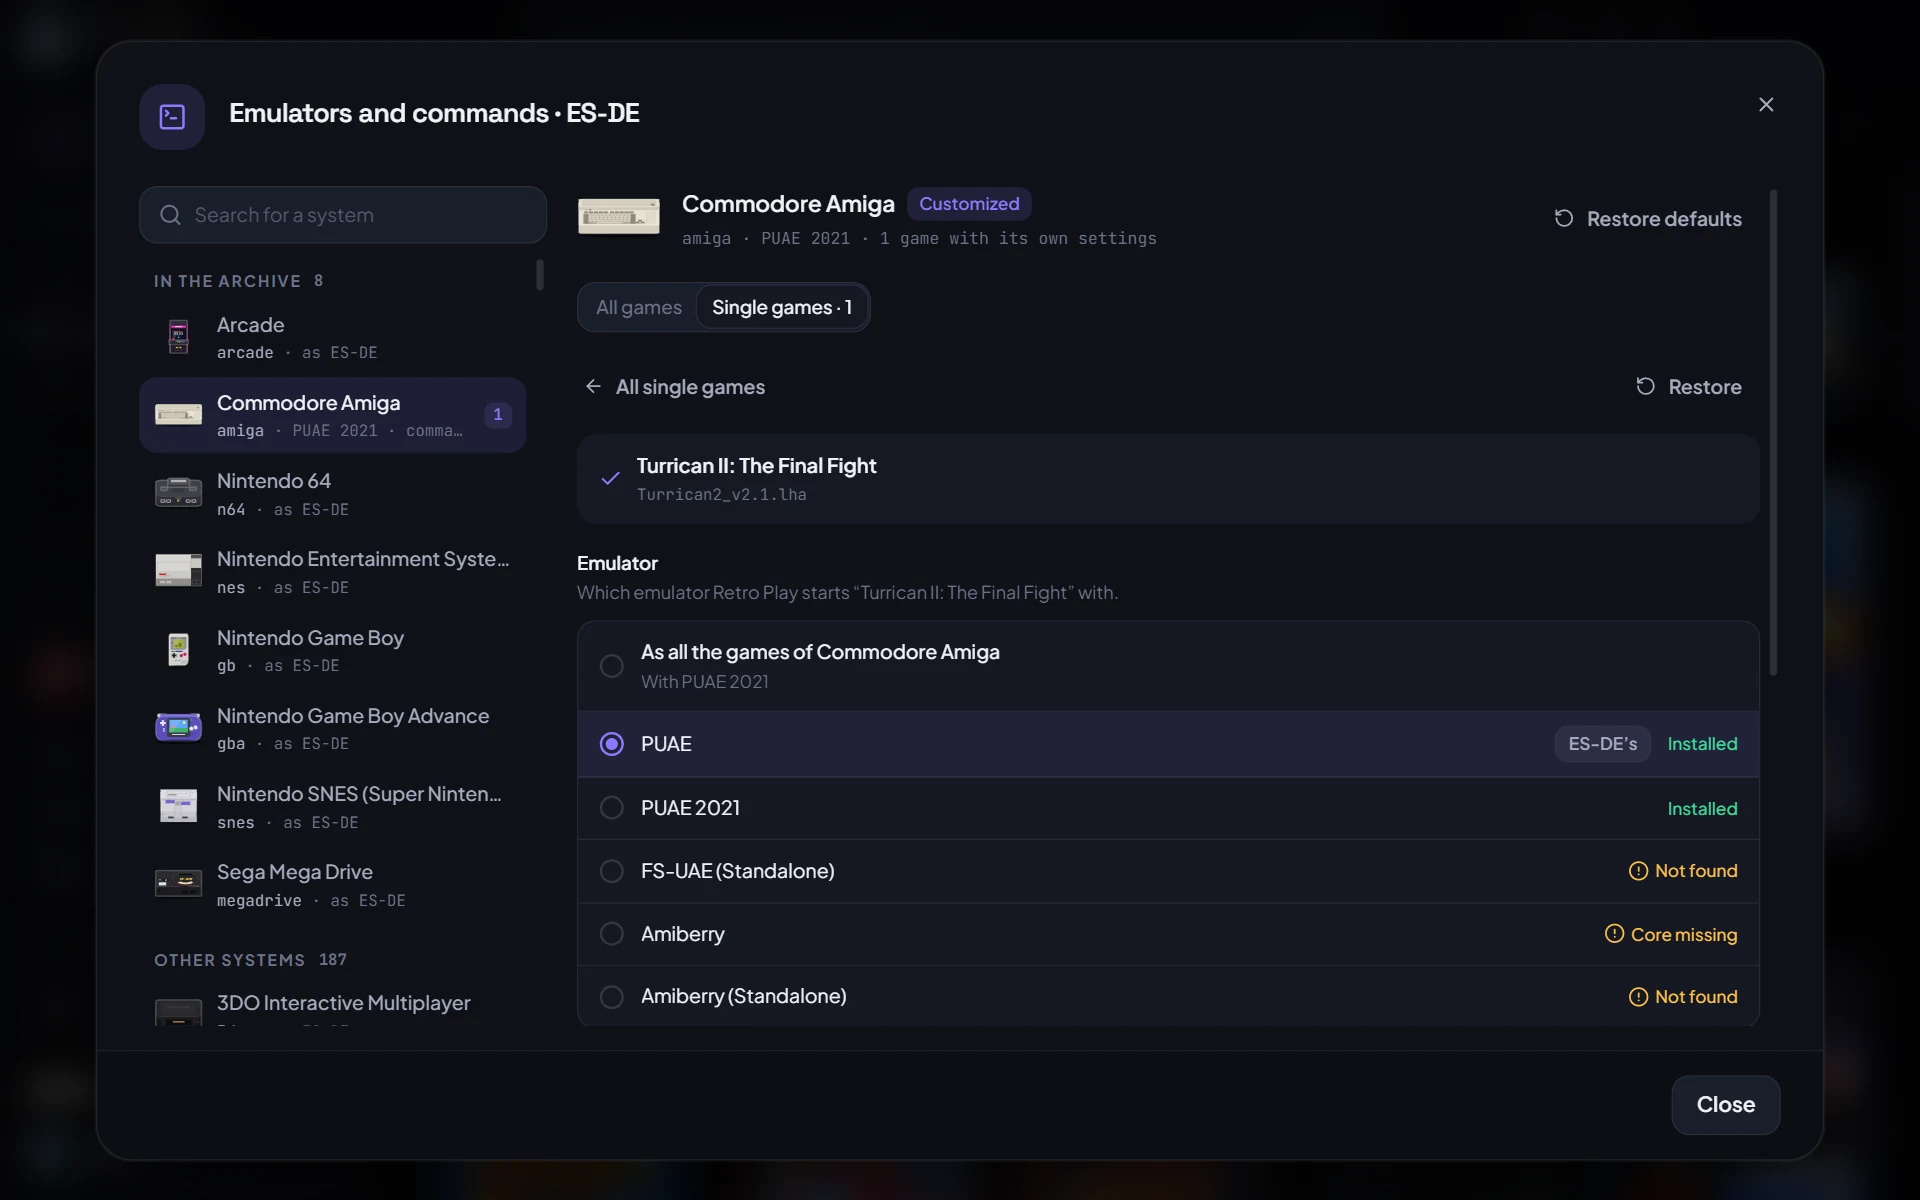 Emulators and commands · ES-DE
Search for a system
IN THE ARCHIVE 8
Arcade
arcade · as ES-DE
Commodore Amiga
amiga · PUAE 2021 · comma…
1
Nintendo 64
n64 · as ES-DE
Nintendo Entertainment Syste…
nes · as ES-DE
Nintendo Game Boy
gb · as ES-DE
Nintendo Game Boy Advance
gba · as ES-DE
Nintendo SNES (Super Ninten…
snes · as ES-DE
Sega Mega Drive
megadrive · as ES-DE
OTHER SYSTEMS 187
3DO Interactive Multiplayer
Commodore Amiga Customized
amiga · PUAE 2021 · 1 game with its own settings
Restore defaults
All games
Single games · 1
All single games
Restore
Turrican II: The Final Fight
Turrican2_v2.1.lha
Emulator
Which emulator Retro Play starts “Turrican II: The Final Fight” with.
As all the games of Commodore Amiga
With PUAE 2021
PUAE ES-DE’s Installed
PUAE 2021 Installed
FS-UAE (Standalone) Not found
Amiberry Core missing
Amiberry (Standalone) Not found
Close